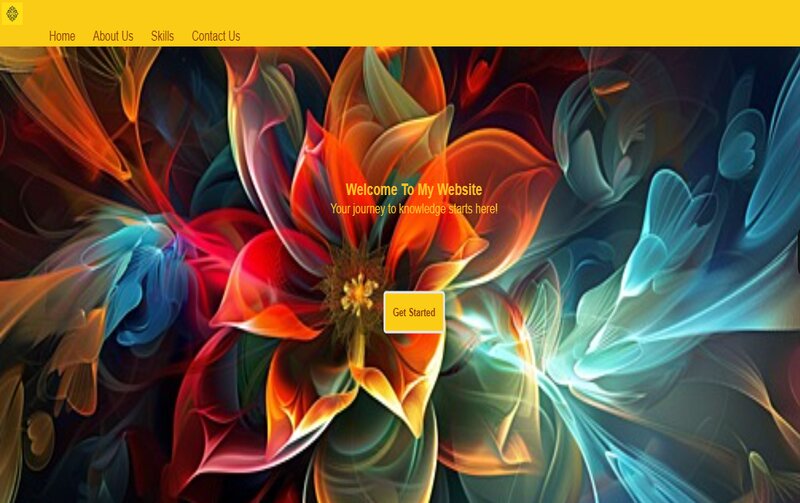 Home About Us Skills Contact Us
Welcome To My Website
Your journey to knowledge starts here!
Get Started